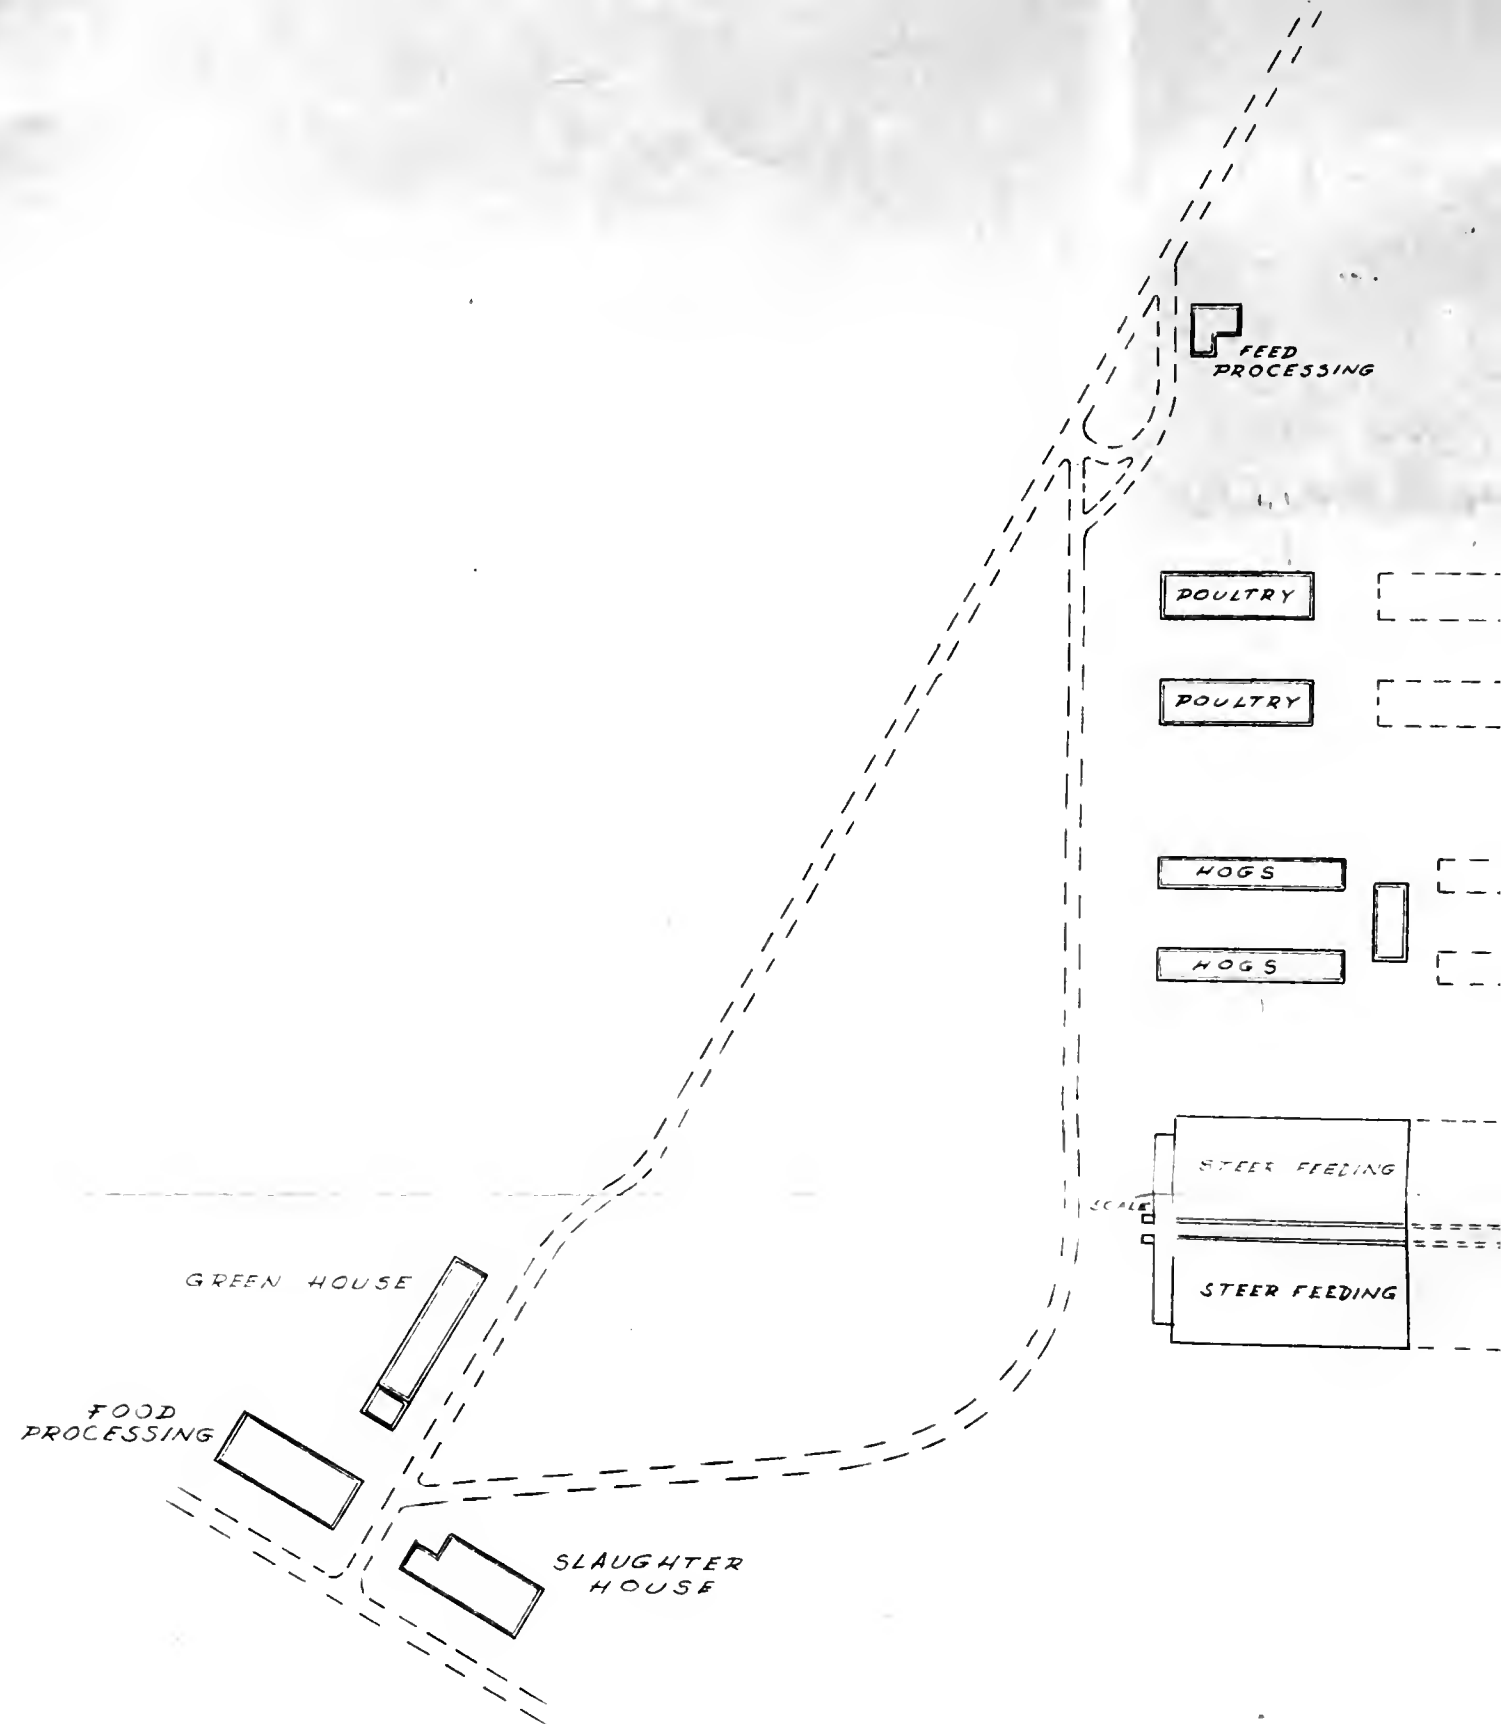 FEED
PROCESSING
POULTRY
POULTRY
HOGS
HOGS
STEER FEEDING
SCALE
STEER FEEDING
GREEN HOUSE
FOOD
PROCESSING
SLAUGHTER
HOUSE